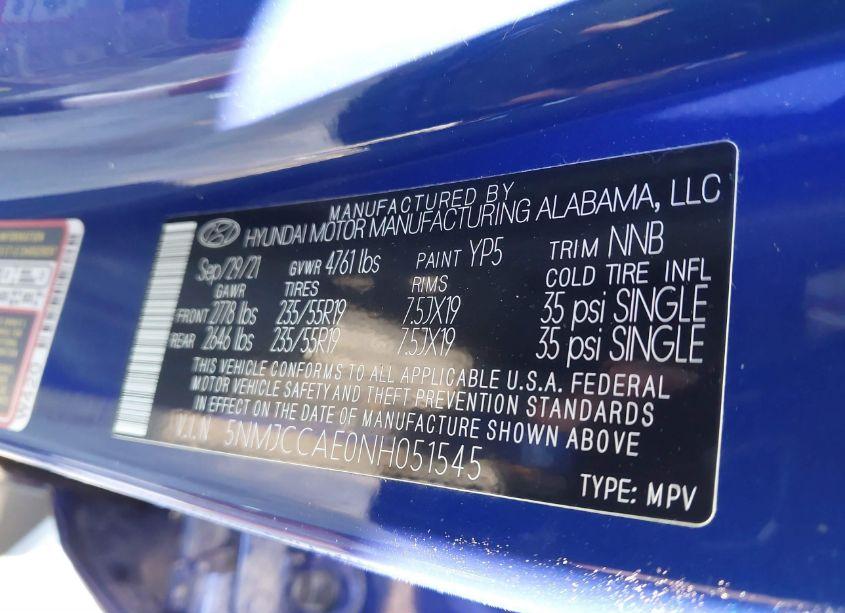 MANUFACTURED BY
HYUNDAI MOTOR MANUFACTURING ALABAMA, LLC
Sep/29/21 GVWR 4761 lbs PAINT YP5 TRIM NNB
GAWR TIRES RIMS COLD TIRE INFL
FRONT 2778 lbs 235/55R19 7.5JX19 35 psi SINGLE
REAR 2646 lbs 235/55R19 7.5JX19 35 psi SINGLE
THIS VEHICLE CONFORMS TO ALL APPLICABLE U.S.A. FEDERAL
MOTOR VEHICLE SAFETY AND THEFT PREVENTION STANDARDS
IN EFFECT ON THE DATE OF MANUFACTURE SHOWN ABOVE
V.I.N 5NMJCCAE0NH051545
TYPE: MPV
W420